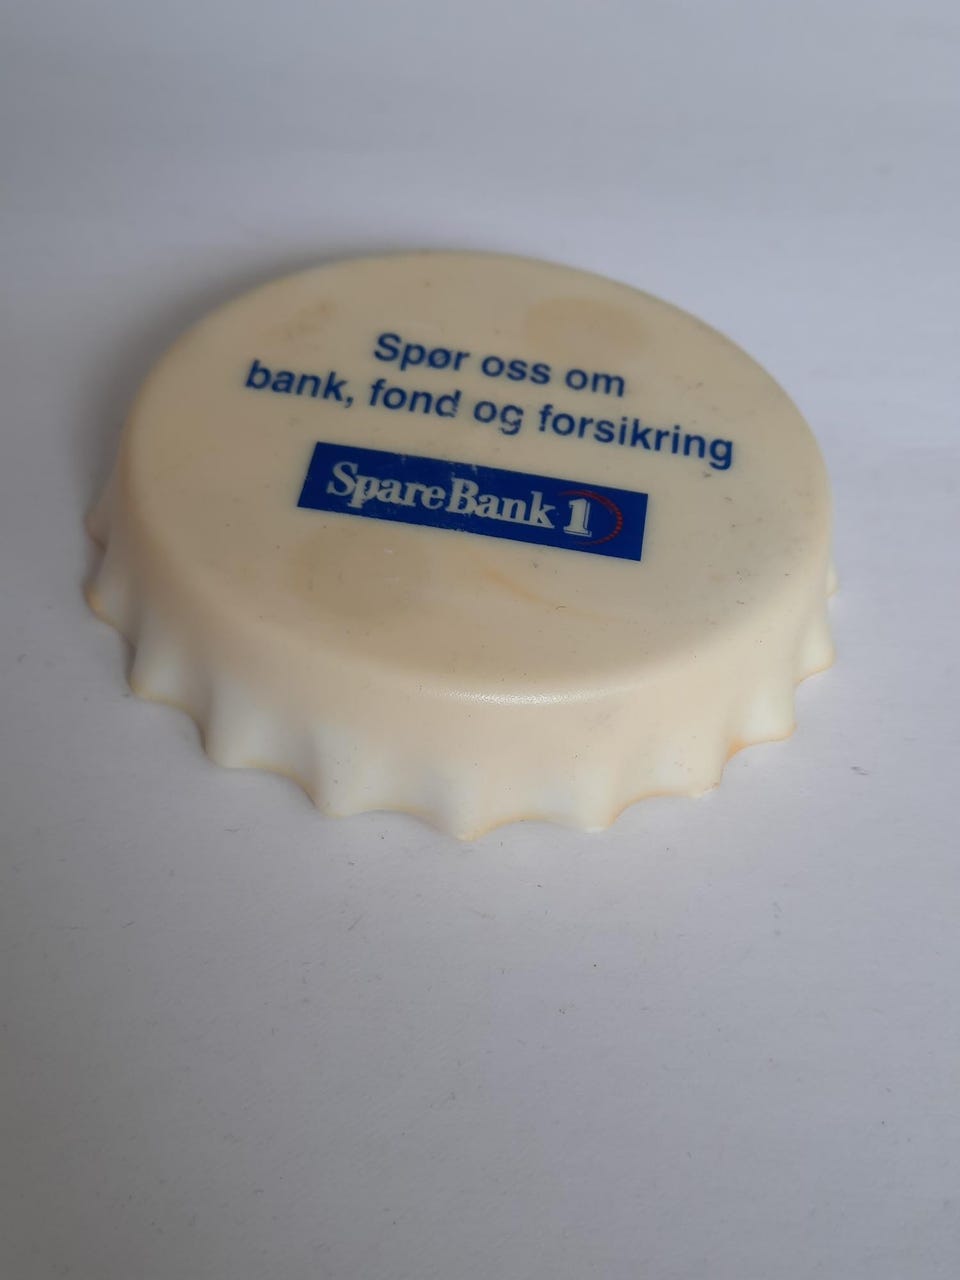 Spør oss om
bank, fond og forsikring
SpareBank 1